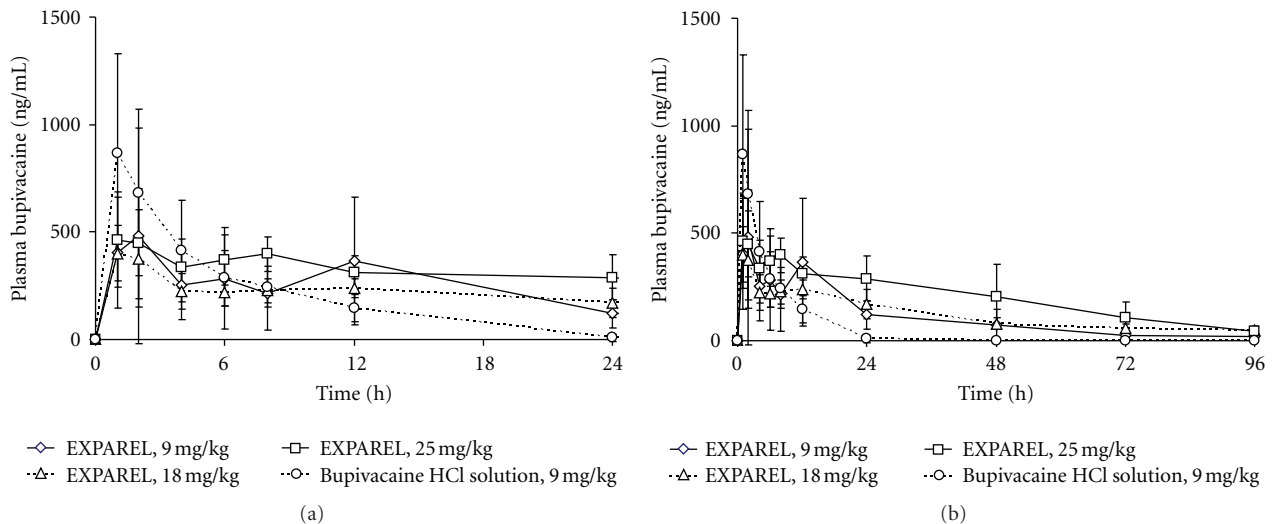 1500
1000
500
0
Plasma bupivacaine (ng/mL)
0 6 12 18 24
Time (h)
EXPAREL, 9 mg/kg EXPAREL, 25 mg/kg
EXPAREL, 18 mg/kg Bupivacaine HCl solution, 9 mg/kg
(a)
1500
1000
500
0
Plasma bupivacaine (ng/mL)
0 24 48 72 96
Time (h)
EXPAREL, 9 mg/kg EXPAREL, 25 mg/kg
EXPAREL, 18 mg/kg Bupivacaine HCl solution, 9 mg/kg
(b)